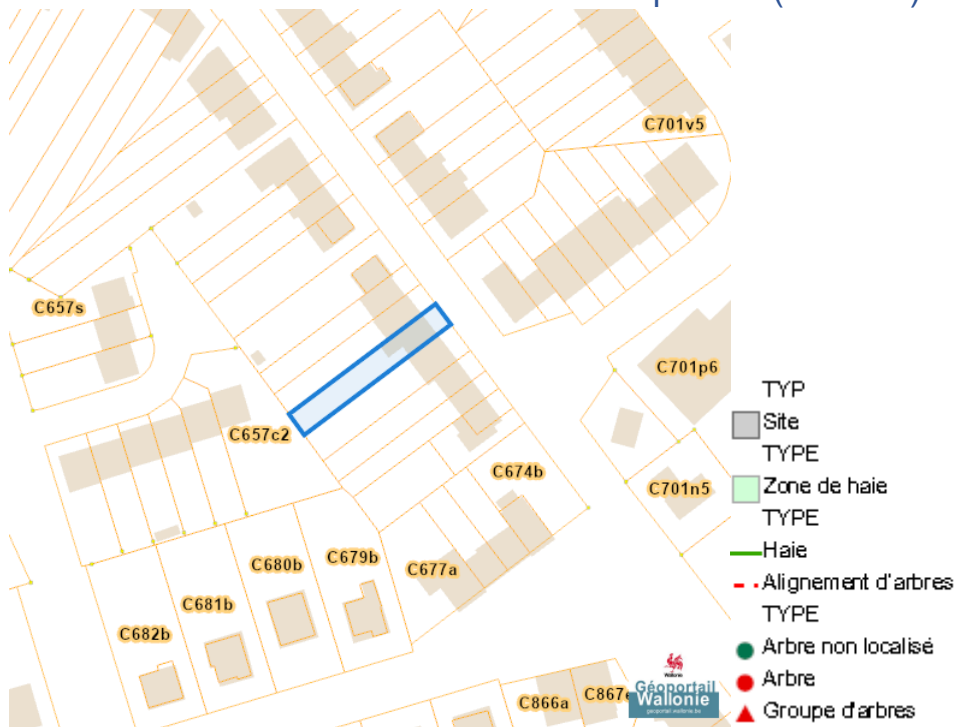 C701v5
C657s
C701p6
C657c2
C674b
C701n5
C679b
C680b
C677a
C681b
C682b
C866a
Wallonie
Géoportail
Wallonie
TYP
Site
TYPE
Zone de haie
TYPE
Haie
Alignement d'arbres
TYPE
Arbre non localisé
Arbre
Groupe d'arbres